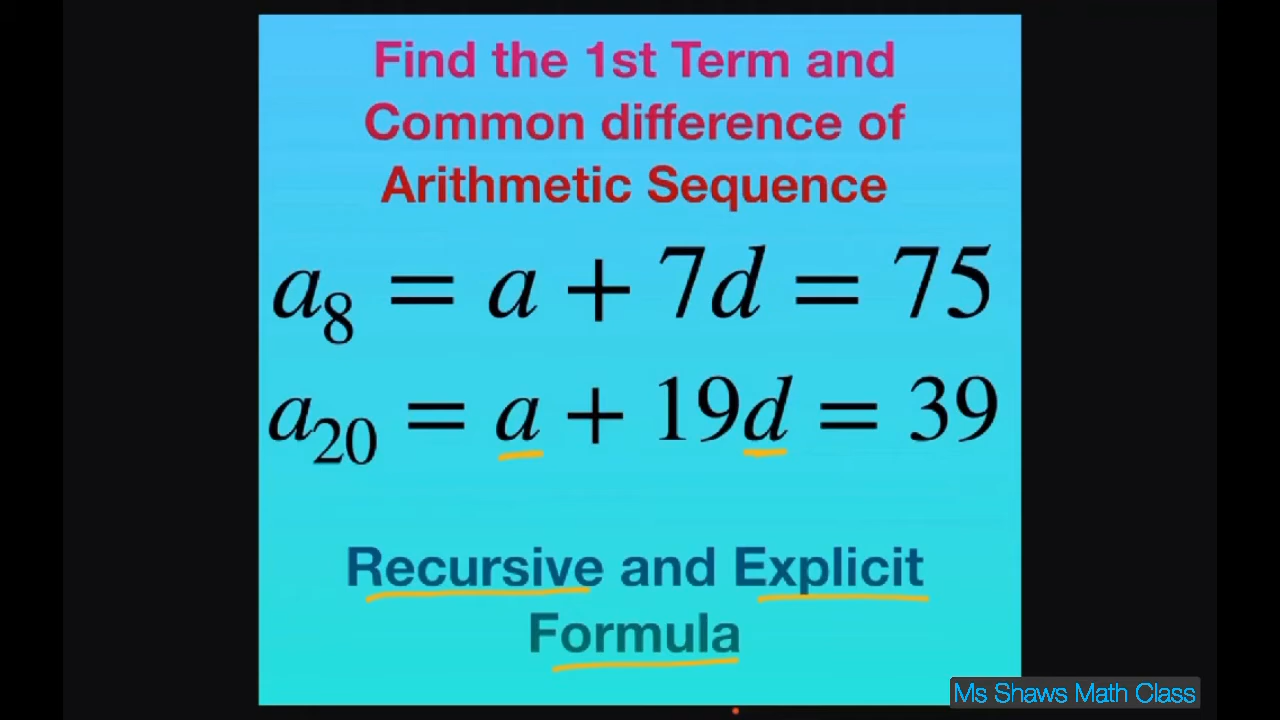 Find the 1st Term and
Common difference of
Arithmetic Sequence
a₈ = a + 7d = 75
a₂₀ = a + 19d = 39
Recursive and Explicit
Formula
Ms Shaws Math Class